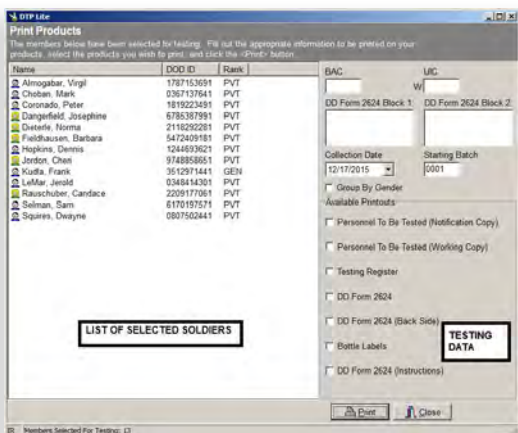 DTP Lite
Print Products
The members below have been selected for testing. Fill out the appropriate information to be printed on your
products, select the products you wish to print, and click the <Print> button.
Name DOD ID Rank
Almogabar, Virgil 1787153691 PVT
Choban, Mark 0367137641 PVT
Coronado, Peter 1819223491 PVT
Dangerfield, Josephine 6785387991 PVT
Dieterle, Norma 2118292281 PVT
Fieldhausen, Barbara 5472409181 PVT
Hopkins, Dennis 1244693621 PVT
Jordon, Cheri 9748858651 PVT
Kudla, Frank 3512971441 GEN
LeMar, Jerold 0348414301 PVT
Rauschuber, Candace 2209177061 PVT
Selman, Sam 6170197571 PVT
Squires, Dwayne 0807502441 PVT
LIST OF SELECTED SOLDIERS
BAC UIC
W
DD Form 2624 Block 1 DD Form 2624 Block 2
Collection Date Starting Batch
12/17/2015 0001
Group By Gender
Available Printouts
Personnel To Be Tested (Notification Copy)
Personnel To Be Tested (Working Copy)
Testing Register
DD Form 2624
DD Form 2624 (Back Side)
Bottle Labels
DD Form 2624 (Instructions)
TESTING
DATA
Print Close
Members Selected For Testing: 13